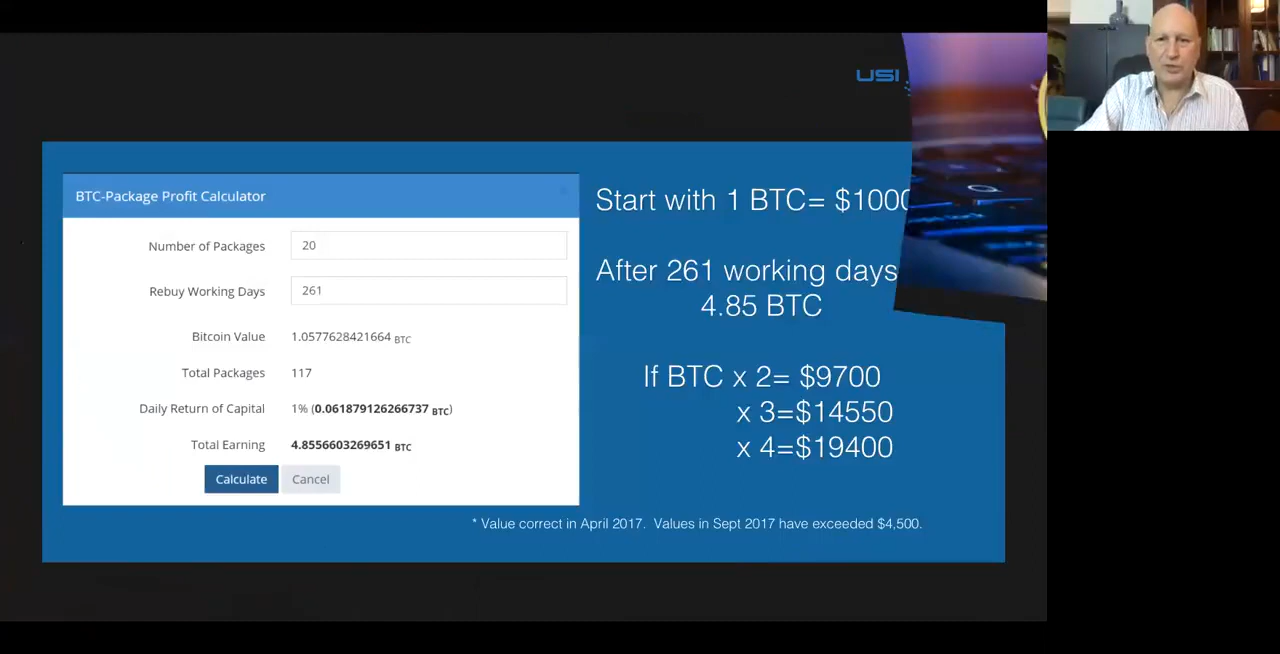 USI
BTC-Package Profit Calculator
Number of Packages 20
Rebuy Working Days 261
Bitcoin Value 1.0577628421664 BTC
Total Packages 117
Daily Return of Capital 1% (0.061879126266737 BTC)
Total Earning 4.8556603269651 BTC
Calculate Cancel
Start with 1 BTC= $1000
After 261 working days
4.85 BTC
If BTC x 2= $9700
x 3=$14550
x 4=$19400
* Value correct in April 2017. Values in Sept 2017 have exceeded $4,500.